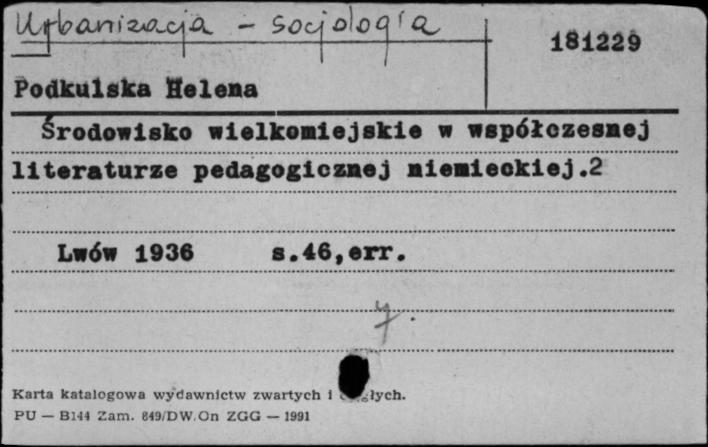 Urbanizacja - socjologia
181229
Podkulska Helena
Środowisko wielkomiejskie w współczesnej
literaturze pedagogicznej niemieckiej.2
Lwów 1936 s.46,err.
Karta katalogowa wydawnictw zwartych i
PU — B144 Zam. 849/DW.On ZGG — 1991